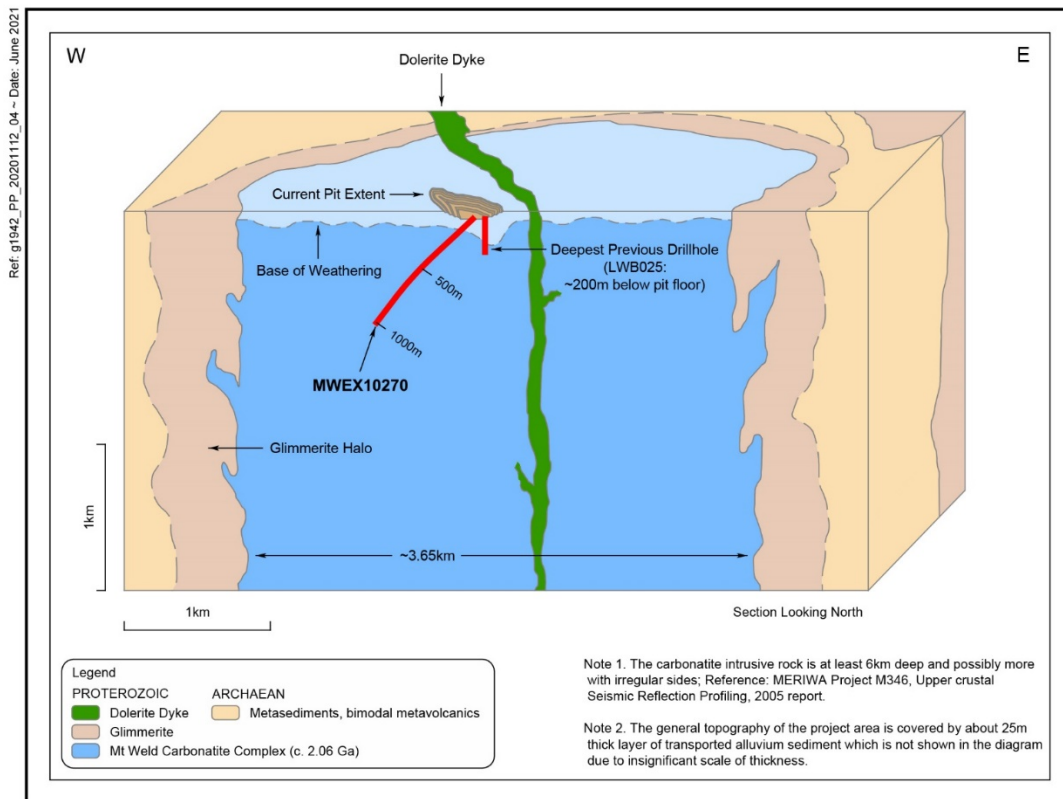 Ref: g1942_PP_20201112_04 ~ Date: June 2021
W
E
Dolerite Dyke
Current Pit Extent
Base of Weathering
Deepest Previous Drillhole
(LWB025:
~200m below pit floor)
500m
1000m
MWEX10270
Glimmerite Halo
1km
~3.65km
1km
Section Looking North
Legend
PROTEROZOIC
Dolerite Dyke
Glimmerite
Mt Weld Carbonatite Complex (c. 2.06 Ga)
ARCHAEAN
Metasediments, bimodal metavolcanics
Note 1. The carbonatite intrusive rock is at least 6km deep and possibly more
with irregular sides; Reference: MERIWA Project M346, Upper crustal
Seismic Reflection Profiling, 2005 report.
Note 2. The general topography of the project area is covered by about 25m
thick layer of transported alluvium sediment which is not shown in the diagram
due to insignificant scale of thickness.